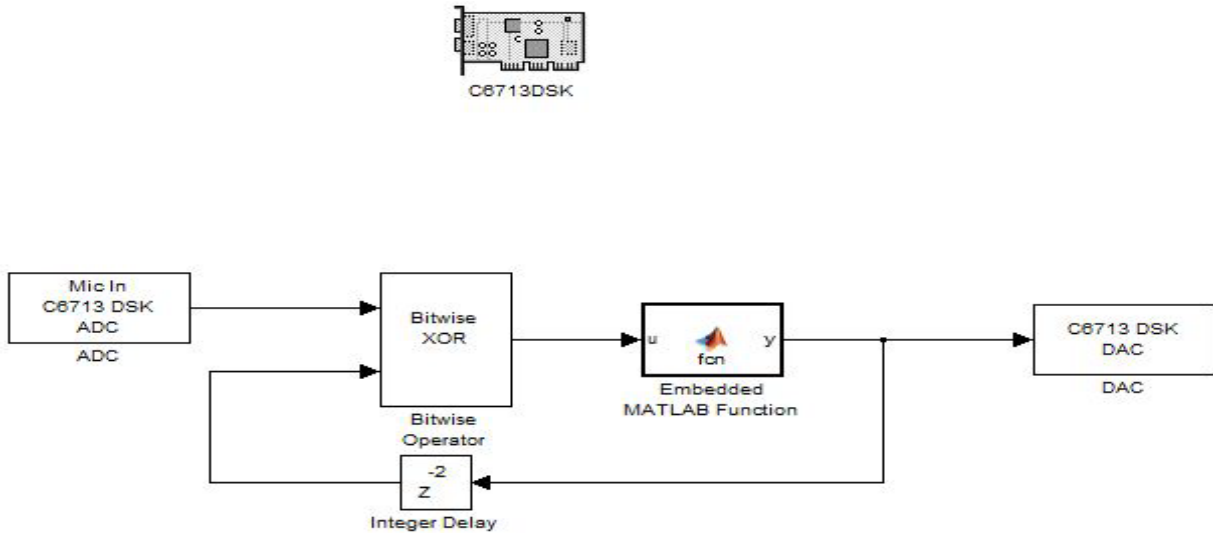 C6713DSK
Mic In
C6713 DSK
ADC
ADC
Bitwise
XOR
Bitwise
Operator
u
fcn
y
Embedded
MATLAB Function
C6713 DSK
DAC
DAC
-2
Z
Integer Delay